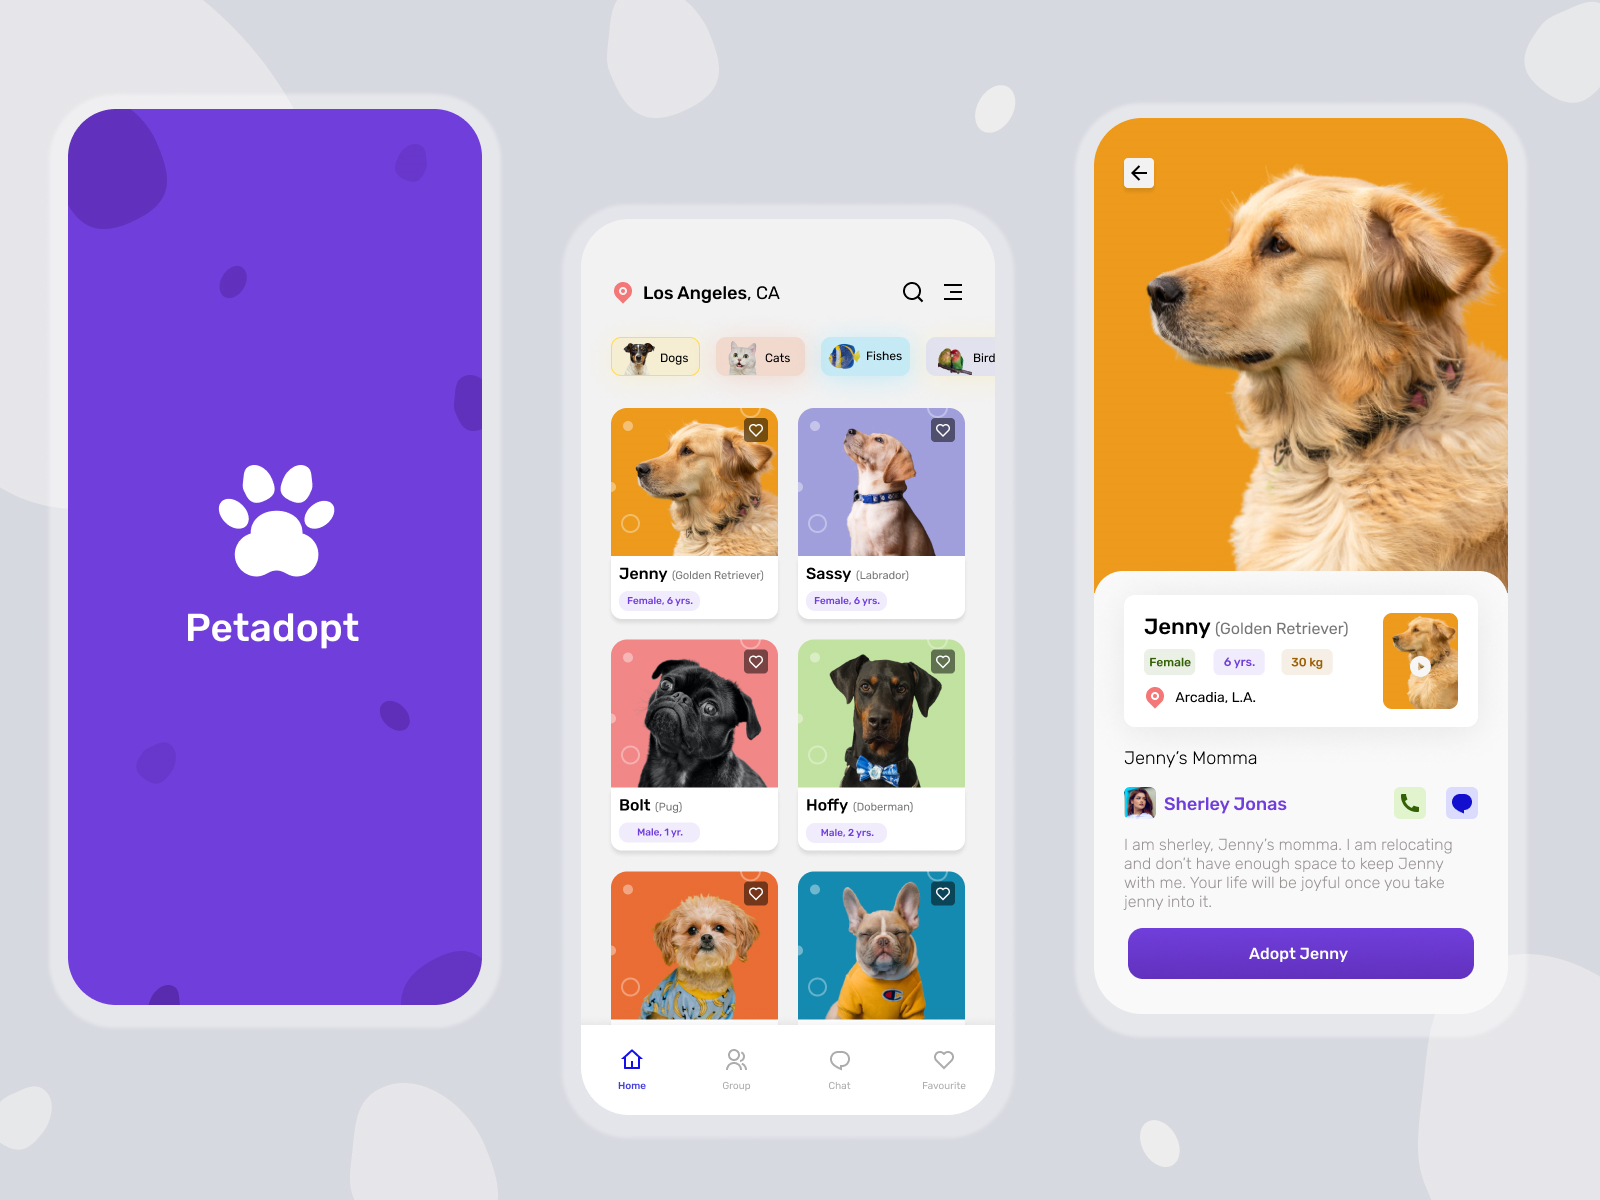 Petadopt
Los Angeles, CA
Dogs
Cats
Fishes
Bird
Jenny (Golden Retriever)
Female, 6 yrs.
Sassy (Labrador)
Female, 6 yrs.
Bolt (Pug)
Male, 1 yr.
Hoffy (Doberman)
Male, 2 yrs.
Home
Group
Chat
Favourite
Jenny (Golden Retriever)
Female
6 yrs.
30 kg
Arcadia, L.A.
Jenny’s Momma
Sherley Jonas
I am sherley, Jenny’s momma. I am relocating
and don’t have enough space to keep Jenny
with me. Your life will be joyful once you take
jenny into it.
Adopt Jenny